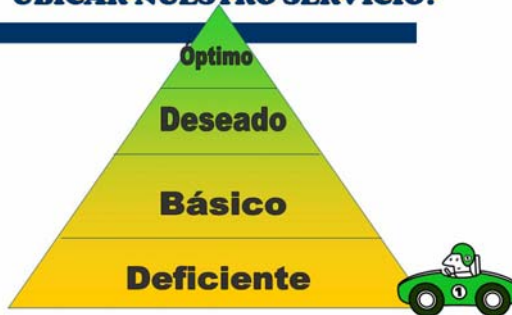 UBICAR NUESTRO SERVICIO?
Óptimo
Deseado
Básico
Deficiente
1